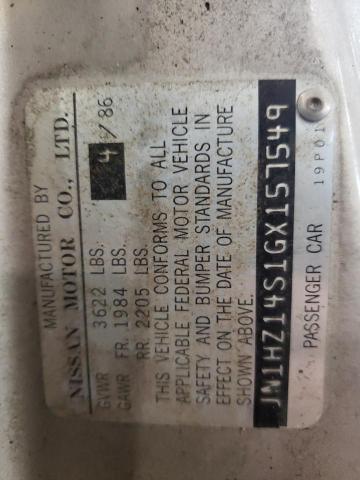 MANUFACTURED BY
NISSAN MOTOR CO., LTD.
4 / 86
GVWR 3622 LBS.
GAWR FR. 1984 LBS.
RR. 2205 LBS.
THIS VEHICLE CONFORMS TO ALL
APPLICABLE FEDERAL MOTOR VEHICLE
SAFETY AND BUMPER STANDARDS IN
EFFECT ON THE DATE OF MANUFACTURE
SHOWN ABOVE.
JN1HZ14S1GX157549
PASSENGER CAR
19P01